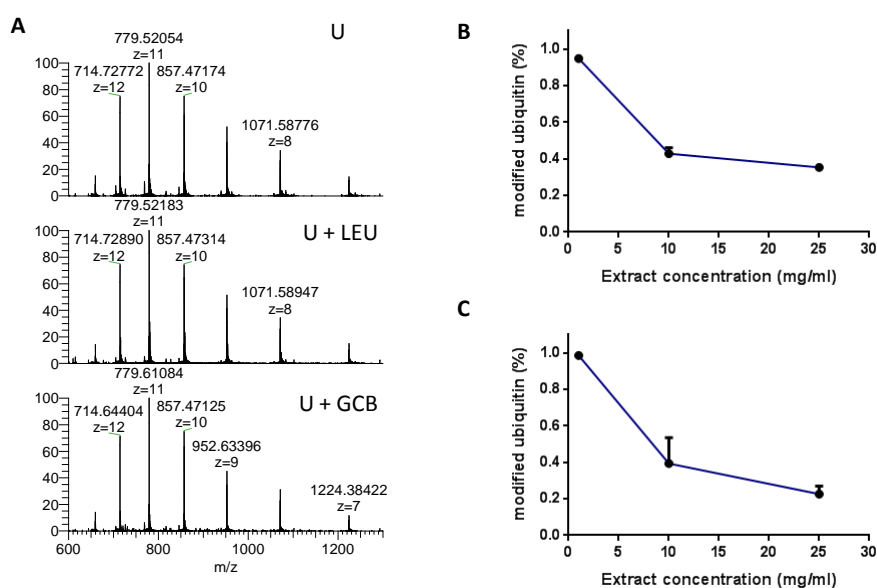 A
U
779.52054
z=11
714.72772
z=12
857.47174
z=10
1071.58776
z=8
100
80
60
40
20
0
U + LEU
779.52183
z=11
714.72890
z=12
857.47314
z=10
1071.58947
z=8
100
80
60
40
20
0
U + GCB
779.61084
z=11
714.64404
z=12
857.47125
z=10
952.63396
z=9
1224.38422
z=7
100
80
60
40
20
0
600 800 1000 1200
m/z
B
modified ubiquitin (%)
1.0
0.8
0.6
0.4
0.2
0.0
0 5 10 15 20 25 30
Extract concentration (mg/ml)
C
modified ubiquitin (%)
1.0
0.8
0.6
0.4
0.2
0.0
0 5 10 15 20 25 30
Extract concentration (mg/ml)